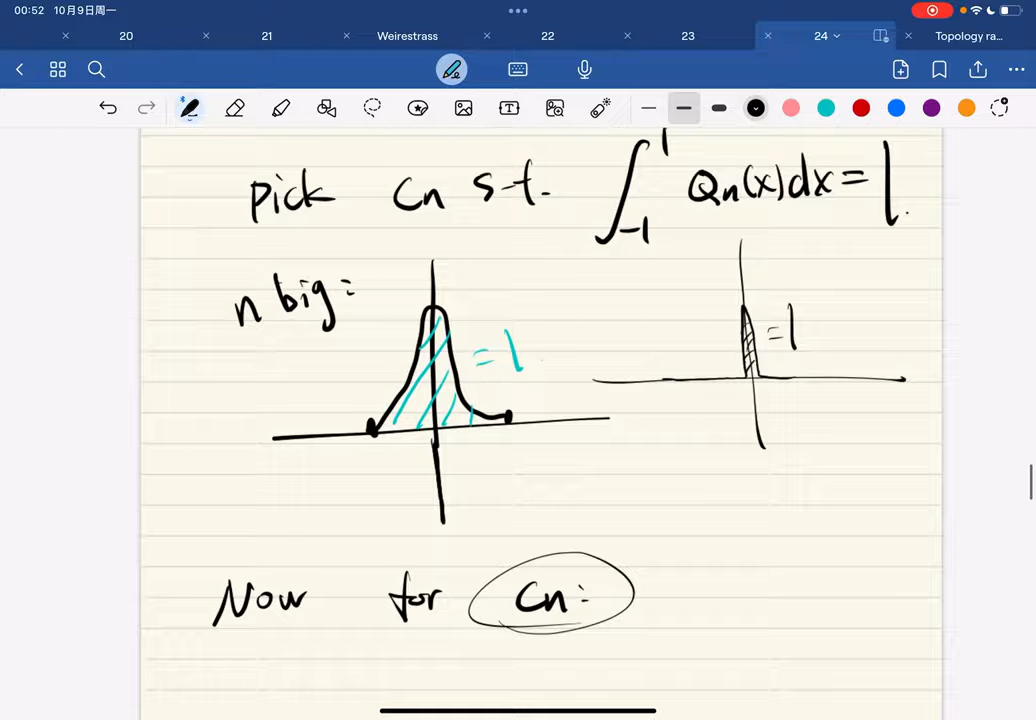 00:52 10月9日周一
20 21 Weirestrass 22 23 24 Topology ra...
T
pick Cn s.t. ∫_{-1}^{1} Qn(x)dx = 1.
n big:
= 1
= 1
Now for Cn: